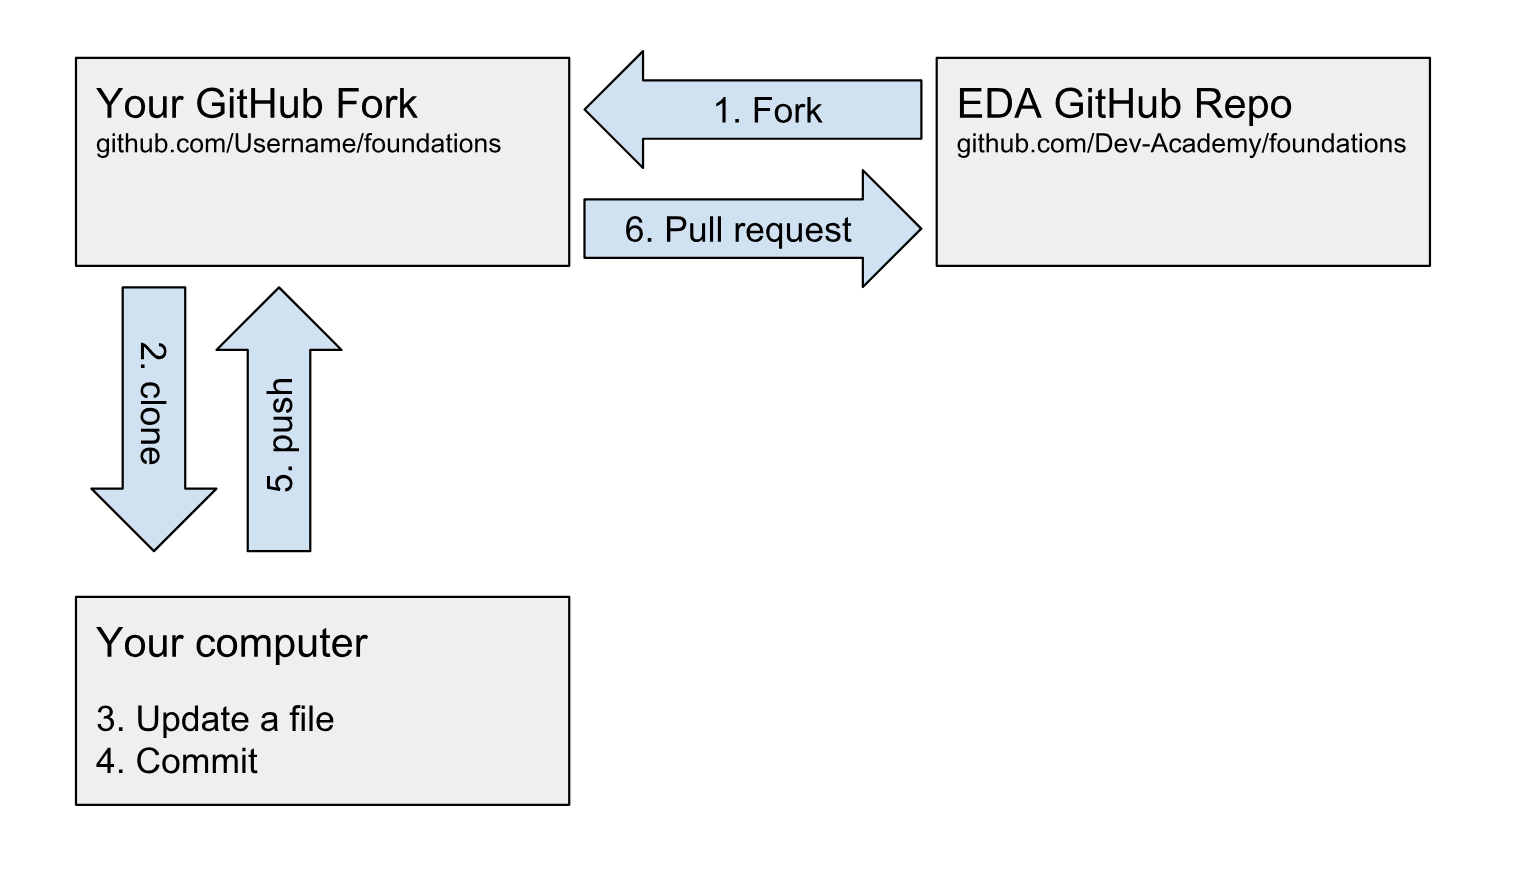 Your GitHub Fork
github.com/Username/foundations
1. Fork
EDA GitHub Repo
github.com/Dev-Academy/foundations
6. Pull request
2. clone
5. push
Your computer
3. Update a file
4. Commit